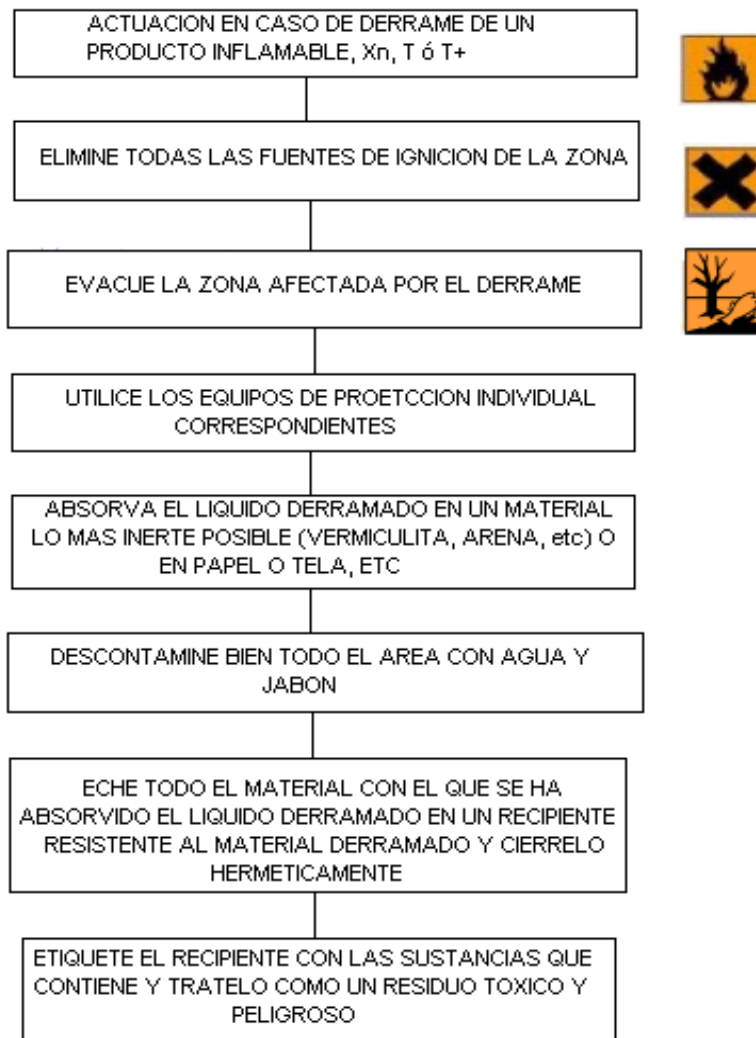 ACTUACION EN CASO DE DERRAME DE UN
PRODUCTO INFLAMABLE, Xn, T ó T+
ELIMINE TODAS LAS FUENTES DE IGNICION DE LA ZONA
EVACUE LA ZONA AFECTADA POR EL DERRAME
UTILICE LOS EQUIPOS DE PROETCCION INDIVIDUAL
CORRESPONDIENTES
ABSORVA EL LIQUIDO DERRAMADO EN UN MATERIAL
LO MAS INERTE POSIBLE (VERMICULITA, ARENA, etc) O
EN PAPEL O TELA, ETC
DESCONTAMINE BIEN TODO EL AREA CON AGUA Y
JABON
ECHE TODO EL MATERIAL CON EL QUE SE HA
ABSORVIDO EL LIQUIDO DERRAMADO EN UN RECIPIENTE
RESISTENTE AL MATERIAL DERRAMADO Y CIERRELO
HERMETICAMENTE
ETIQUETE EL RECIPIENTE CON LAS SUSTANCIAS QUE
CONTIENE Y TRATELO COMO UN RESIDUO TOXICO Y
PELIGROSO